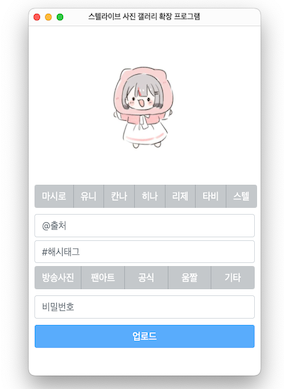 스텔라이브 사진 갤러리 확장 프로그램
마시로 유니 칸나 히나 리제 타비 스텔
@출처
#해시태그
방송사진 팬아트 공식 움짤 기타
비밀번호
업로드